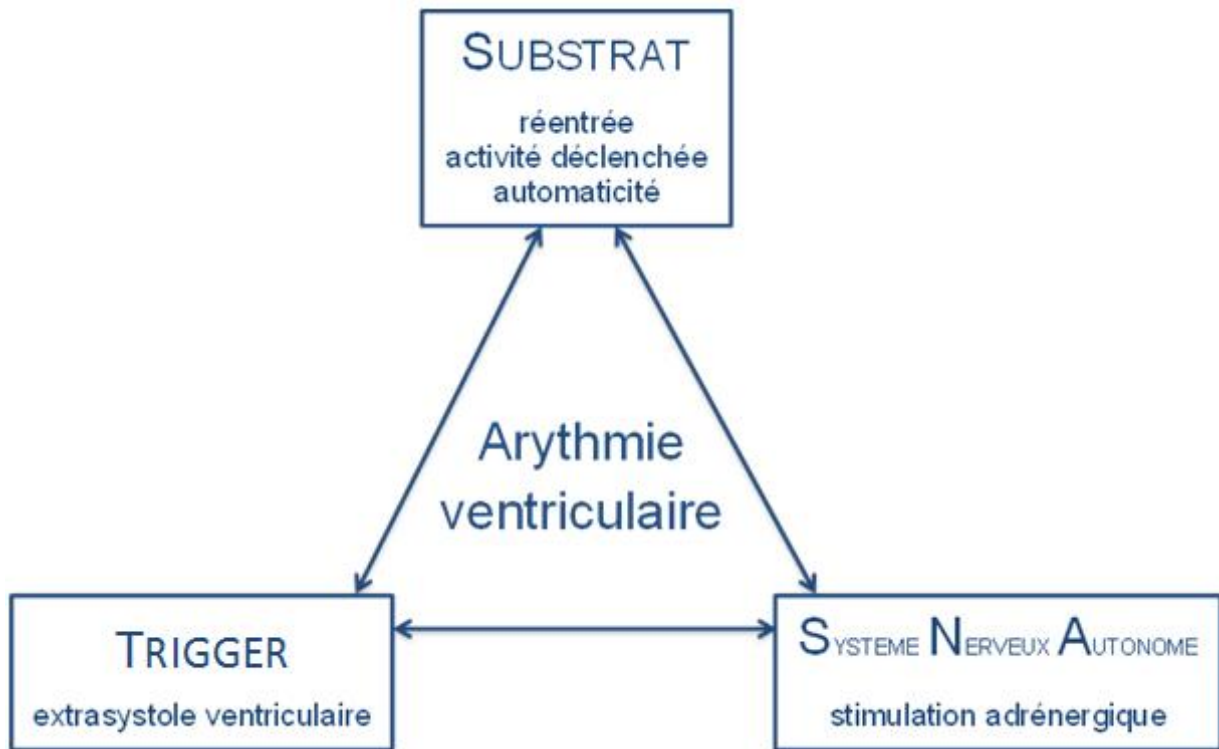 SUBSTRAT
réentrée
activité déclenchée
automaticité
Arythmie
ventriculaire
TRIGGER
extrasystole ventriculaire
SYSTEME NERVEUX AUTONOME
stimulation adrénergique